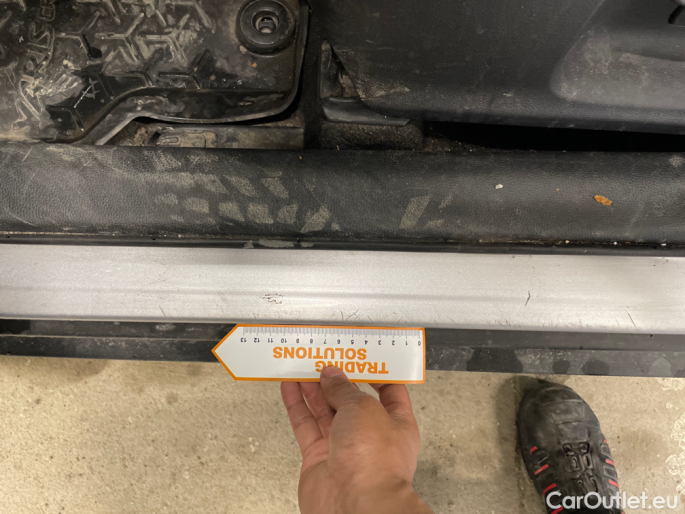 0 1 2 3 4 5 6 7 8 9 10 11 12 13
TRADING
SOLUTIONS
CarOutlet.eu